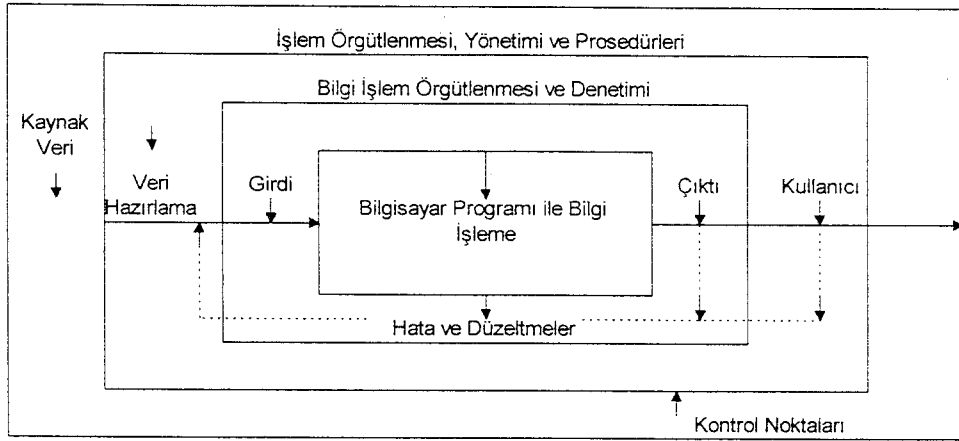 İşlem Örgütlenmesi, Yönetimi ve Prosedürleri
Bilgi İşlem Örgütlenmesi ve Denetimi
Kaynak
Veri
Veri
Hazırlama
Girdi
Bilgisayar Programı ile Bilgi
İşleme
Çıktı
Kullanıcı
Hata ve Düzeltmeler
Kontrol Noktaları